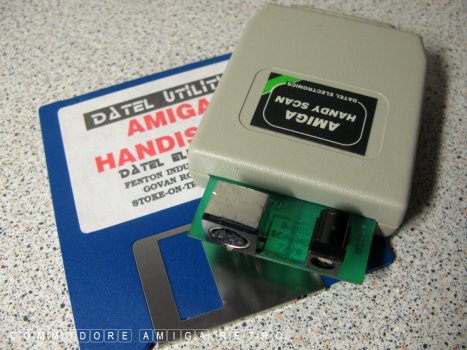 DATEL UTILIT
AMIGA
HANDIS
DATEL EL
FENTON INDU
GOVAN RO
STOKE-ON-TR
AMIGA
HANDY SCAN
DATEL ELECTRONICS
COMMODORE AMIGA RETRO